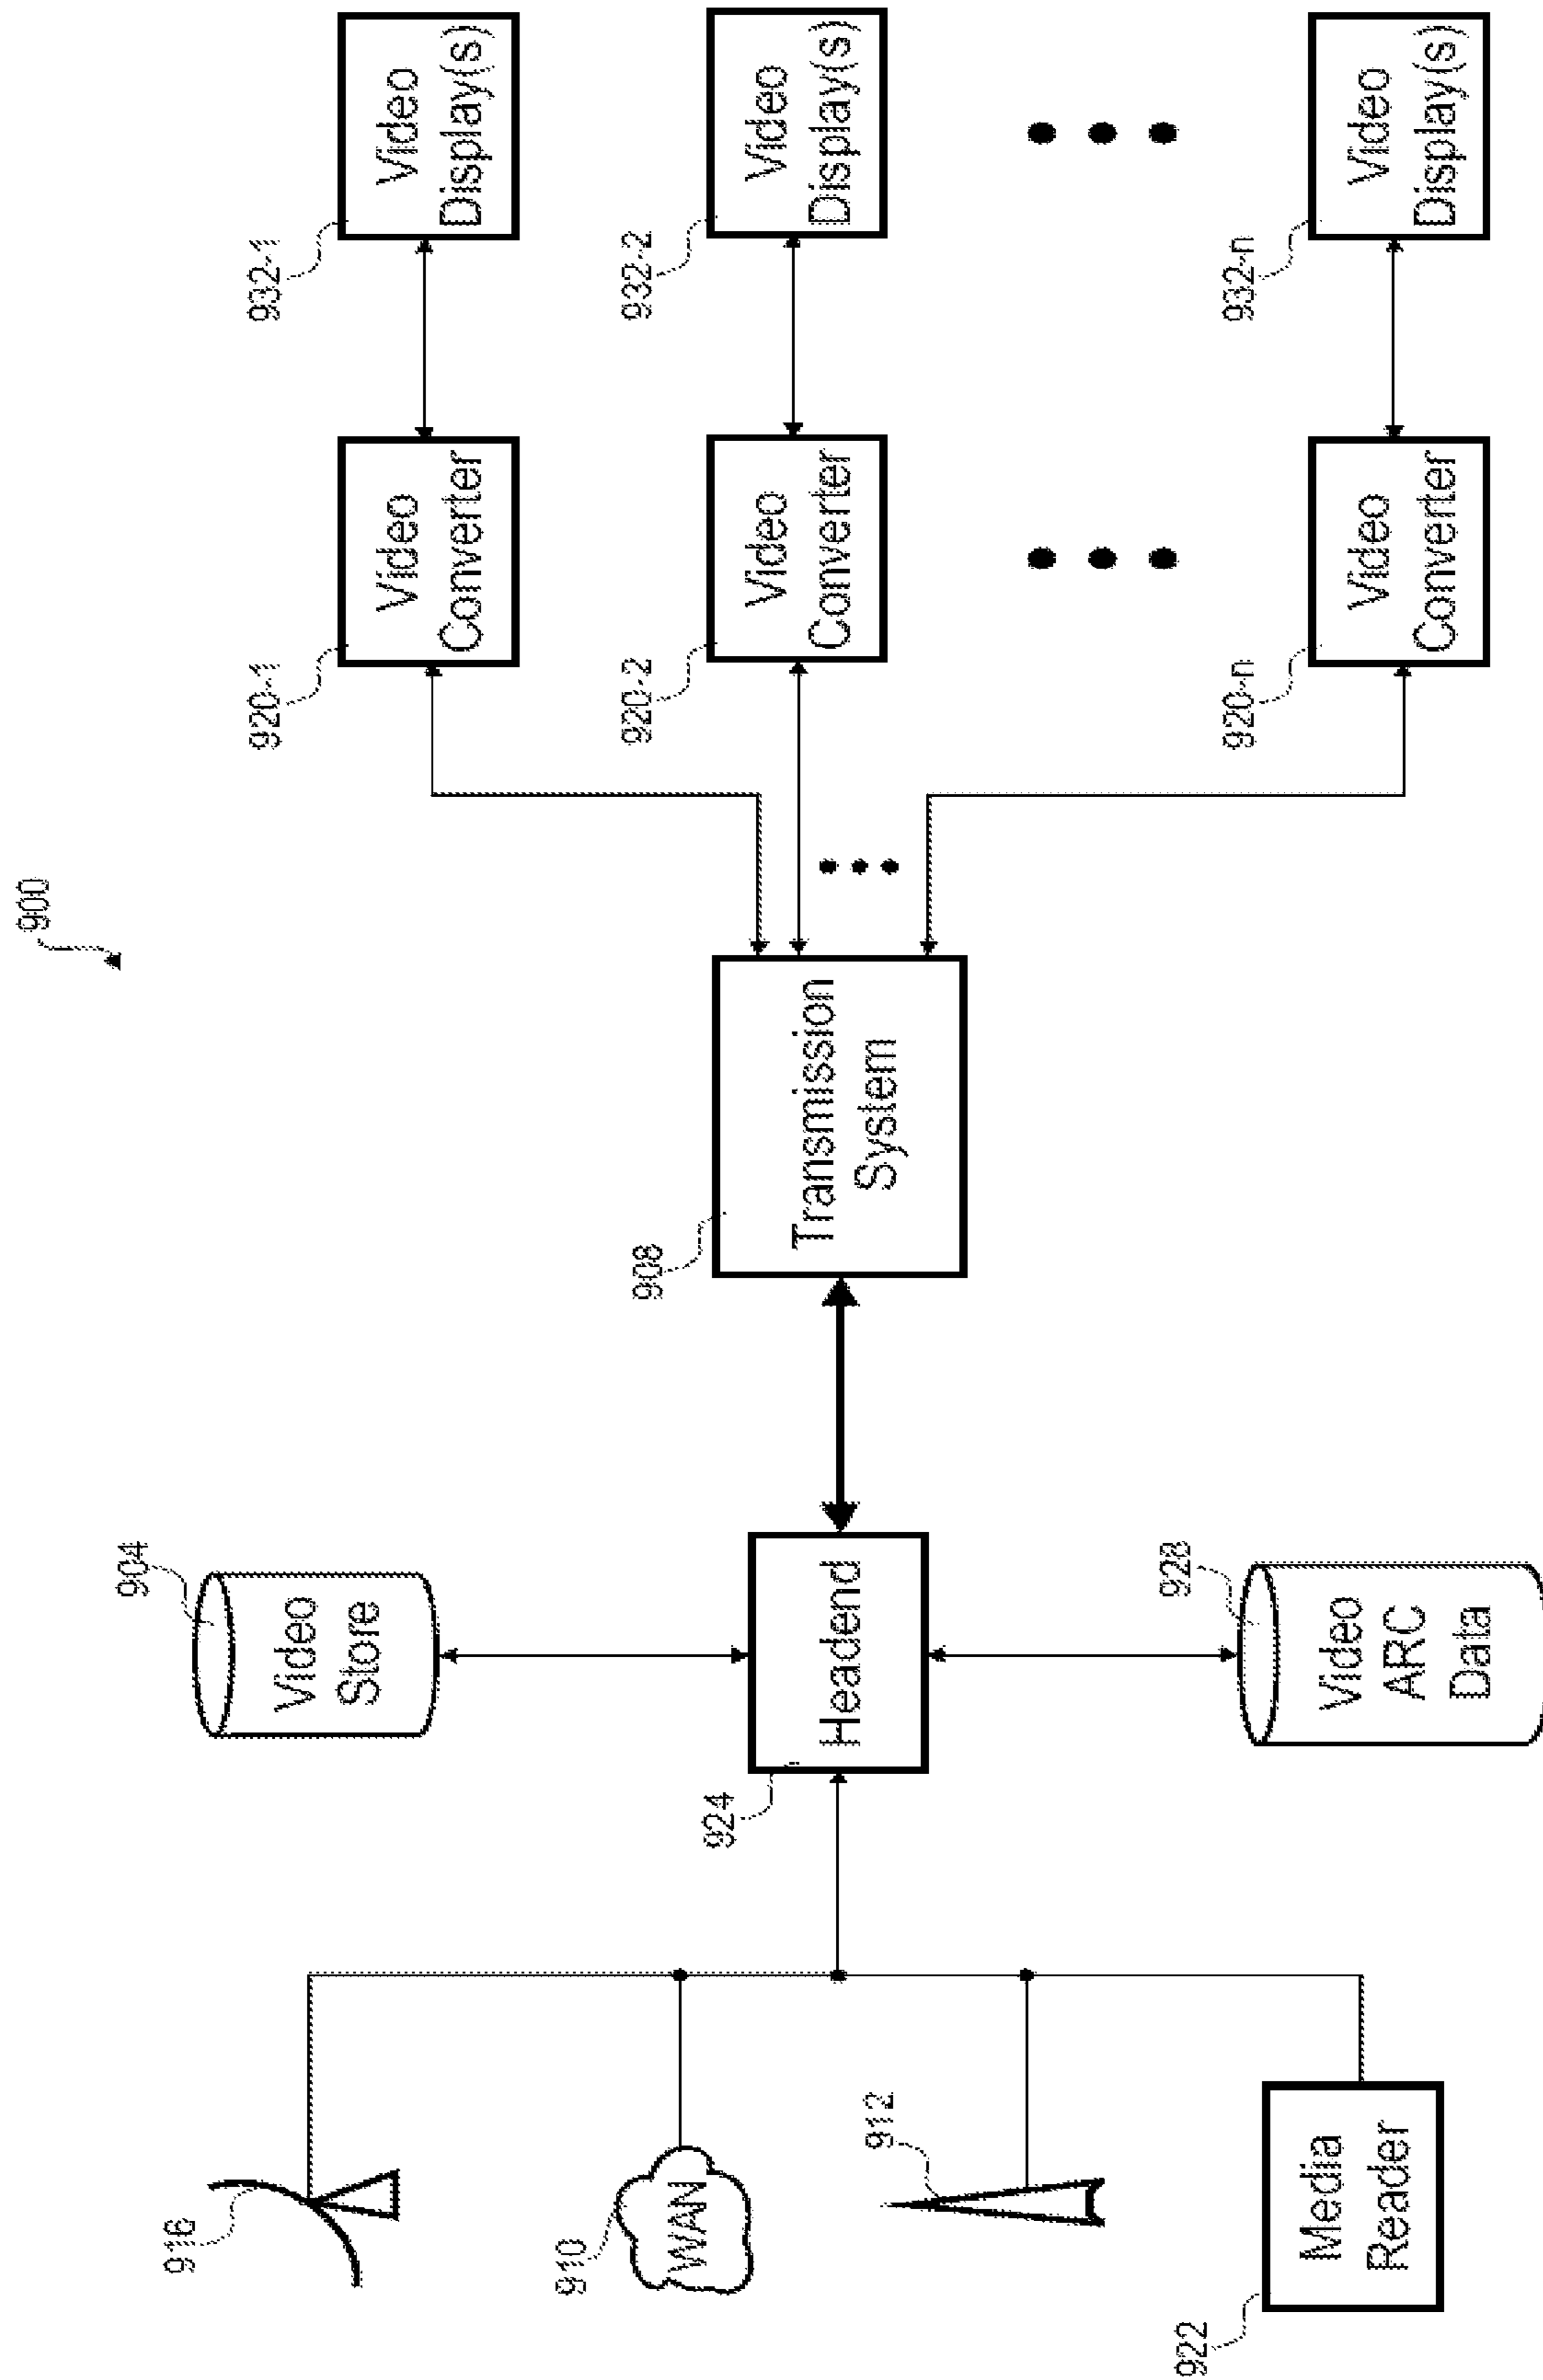 900
916
910
WAN
912
922
Media
Reader
904
Video
Store
924
Headend
928
Video
ARC
Data
908
Transmission
System
920-1
Video
Converter
932-1
Video
Display(s)
920-2
Video
Converter
932-2
Video
Display(s)
920-n
Video
Converter
932-n
Video
Display(s)